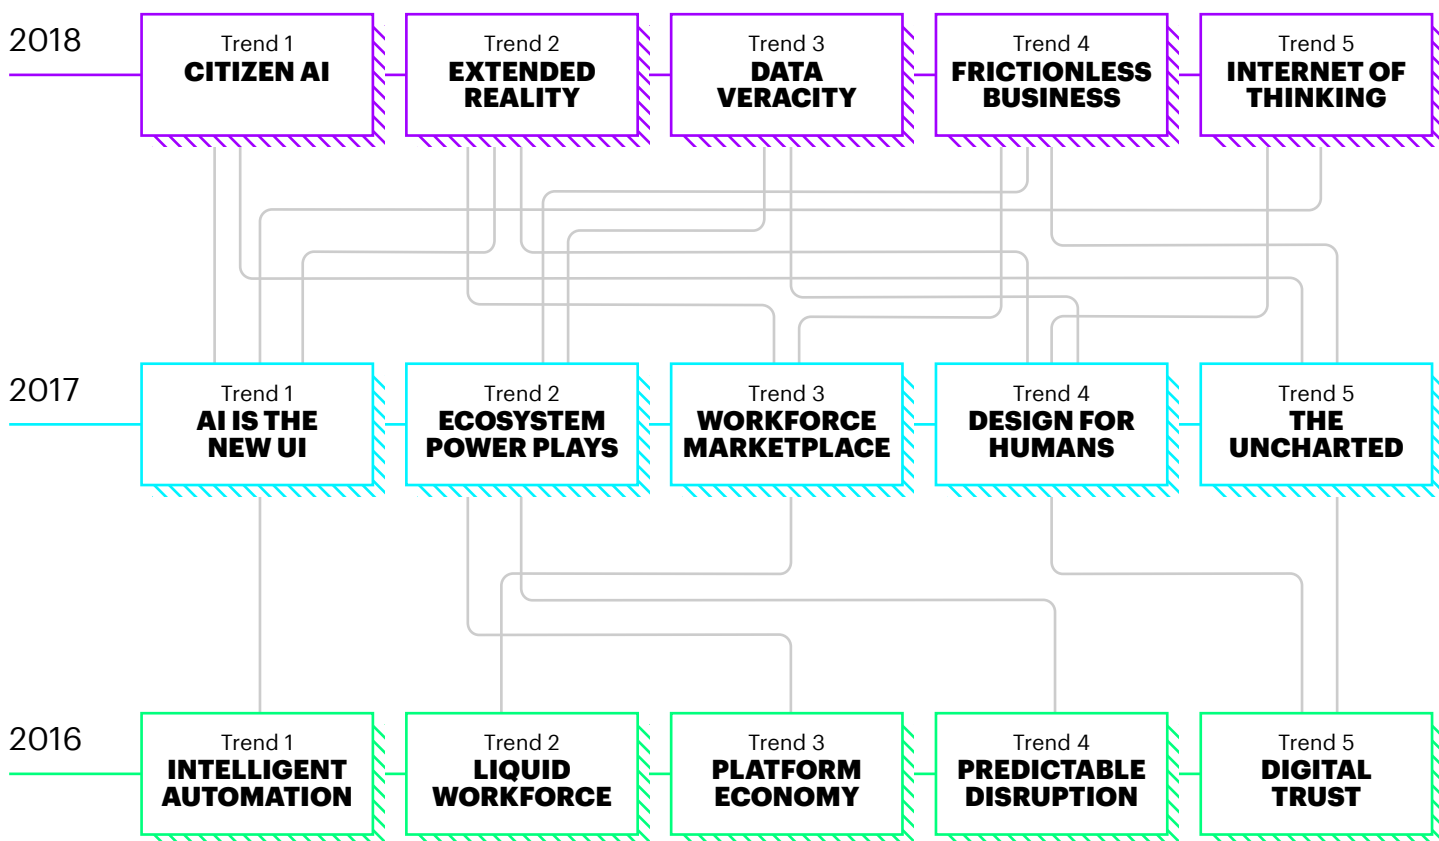 2018
Trend 1
CITIZEN AI
Trend 2
EXTENDED
REALITY
Trend 3
DATA
VERACITY
Trend 4
FRICTIONLESS
BUSINESS
Trend 5
INTERNET OF
THINKING
2017
Trend 1
AI IS THE
NEW UI
Trend 2
ECOSYSTEM
POWER PLAYS
Trend 3
WORKFORCE
MARKETPLACE
Trend 4
DESIGN FOR
HUMANS
Trend 5
THE
UNCHARTED
2016
Trend 1
INTELLIGENT
AUTOMATION
Trend 2
LIQUID
WORKFORCE
Trend 3
PLATFORM
ECONOMY
Trend 4
PREDICTABLE
DISRUPTION
Trend 5
DIGITAL
TRUST